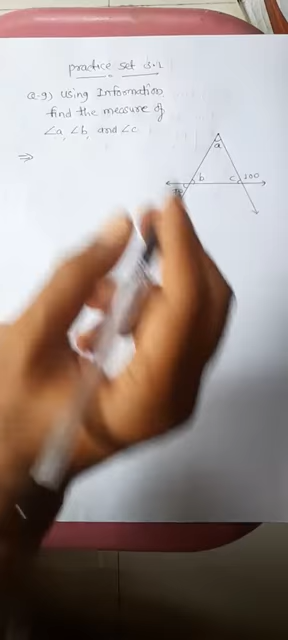 practice set 3.1
Q-9) Using Information
find the measure of
∠a, ∠b, and ∠c.
⇒
a
b
c
100